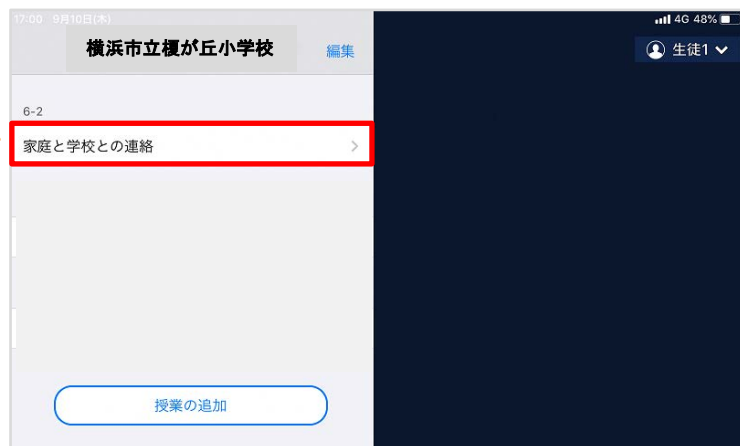 17:00 9月10日(木)
4G 48%
横浜市立榎が丘小学校
編集
生徒1
6-2
家庭と学校との連絡
授業の追加